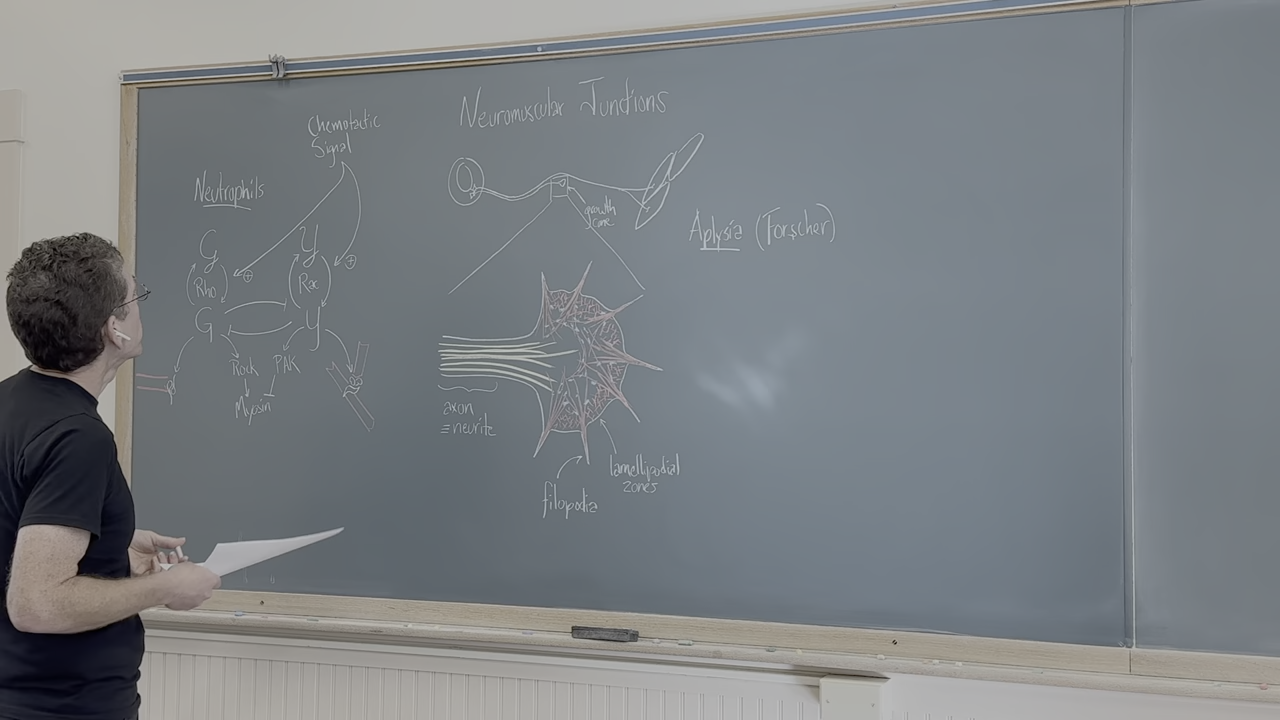 Neuromuscular Junctions
Chemotactic
Signal
Neutrophils
growth
cone
Aplysia (Forscher)
G
Y
⊕
⊕
Rho
Rac
G
Y
Rock
PAK
Myosin
axon
≡ neurite
lamellipodial
zones
filopodia